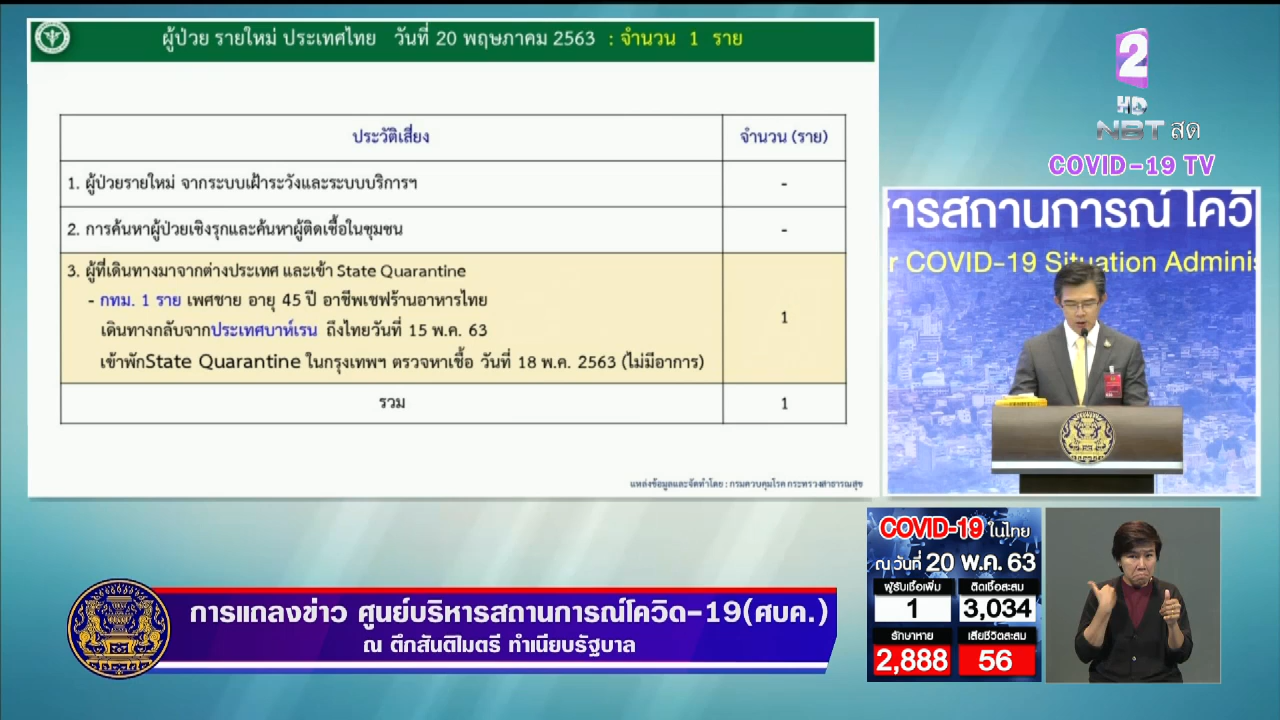 ผู้ป่วย รายใหม่ ประเทศไทย วันที่ 20 พฤษภาคม 2563 : จำนวน 1 ราย
ประวัติเสี่ยง
จำนวน (ราย)
1. ผู้ป่วยรายใหม่ จากระบบเฝ้าระวังและระบบบริการฯ
-
2. การค้นหาผู้ป่วยเชิงรุกและค้นหาผู้ติดเชื้อในชุมชน
-
3. ผู้ที่เดินทางมาจากต่างประเทศ และเข้า State Quarantine
- กทม. 1 ราย เพศชาย อายุ 45 ปี อาชีพเชฟร้านอาหารไทย
เดินทางกลับจากประเทศบาห์เรน ถึงไทยวันที่ 15 พ.ค. 63
เข้าพักState Quarantine ในกรุงเทพฯ ตรวจหาเชื้อ วันที่ 18 พ.ค. 2563 (ไม่มีอาการ)
1
รวม
1
แหล่งข้อมูลและจัดทำโดย : กรมควบคุมโรค กระทรวงสาธารณสุข
2
HD
NBT สด
COVID-19 TV
ารสถานการณ์ โควิ
r COVID-19 Situation Adminis
COVID-19 ในไทย
ณ วันที่ 20 พ.ค. 63
ผู้รับเชื้อเพิ่ม
ติดเชื้อสะสม
1
3,034
รักษาหาย
เสียชีวิตสะสม
2,888
56
การแถลงข่าว ศูนย์บริหารสถานการณ์โควิด-19(ศบค.)
ณ ตึกสันติไมตรี ทำเนียบรัฐบาล